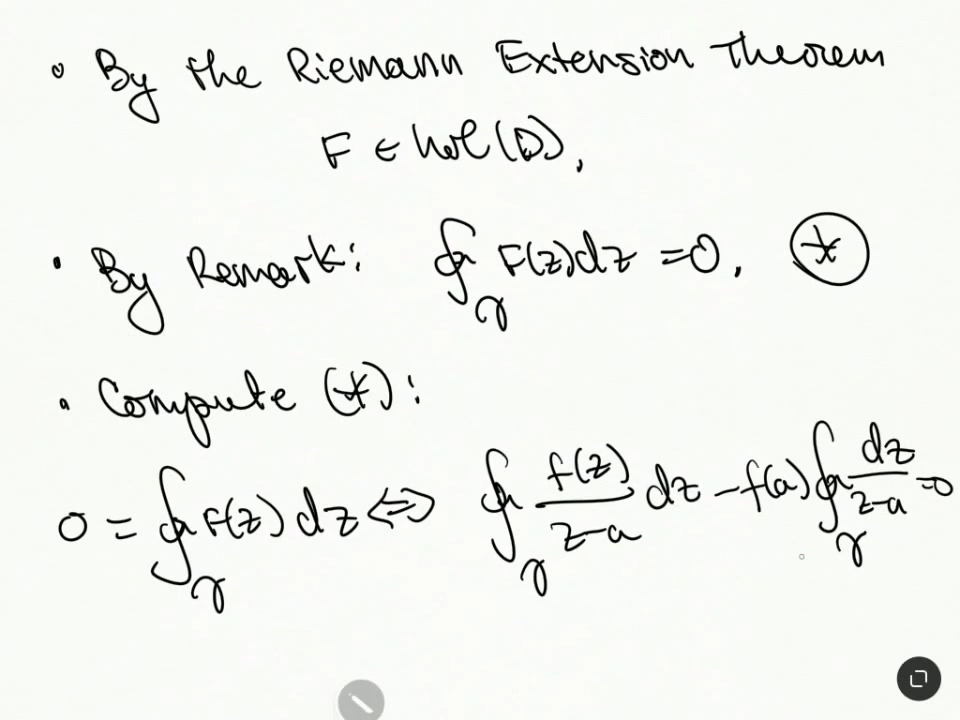 • By the Riemann Extension Theorem
F ∈ Hol(D),
• By Remark: ∮_γ F(z)dz = 0. (*)
• Compute (*):
0 = ∮_γ F(z) dz ⇔ ∮_γ f(z)/(z-a) dz - f(a) ∮_γ dz/(z-a) = 0